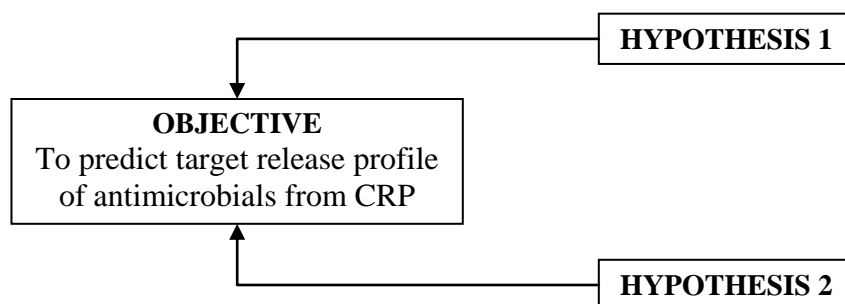 HYPOTHESIS 1
OBJECTIVE
To predict target release profile
of antimicrobials from CRP
HYPOTHESIS 2